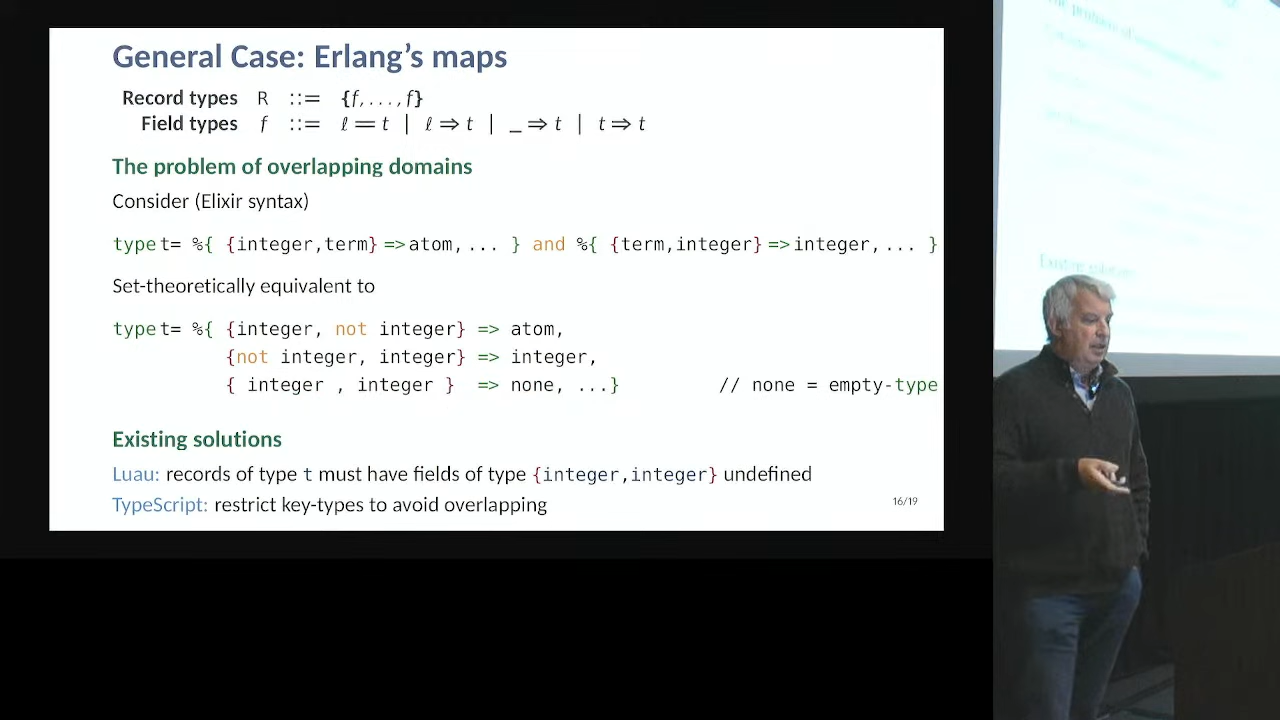 General Case: Erlang's maps
Record types R ::= {f,...,f}
Field types f ::= ℓ = t | ℓ ⇒ t | _ ⇒ t | t ⇒ t
The problem of overlapping domains
Consider (Elixir syntax)
type t= %{ {integer,term} =>atom,... } and %{ {term,integer} =>integer,... }
Set-theoretically equivalent to
type t= %{ {integer, not integer} => atom,
{not integer, integer} => integer,
{ integer , integer } => none, ...} // none = empty-type
Existing solutions
Luau: records of type t must have fields of type {integer,integer} undefined
TypeScript: restrict key-types to avoid overlapping
16/19
Existing solutions